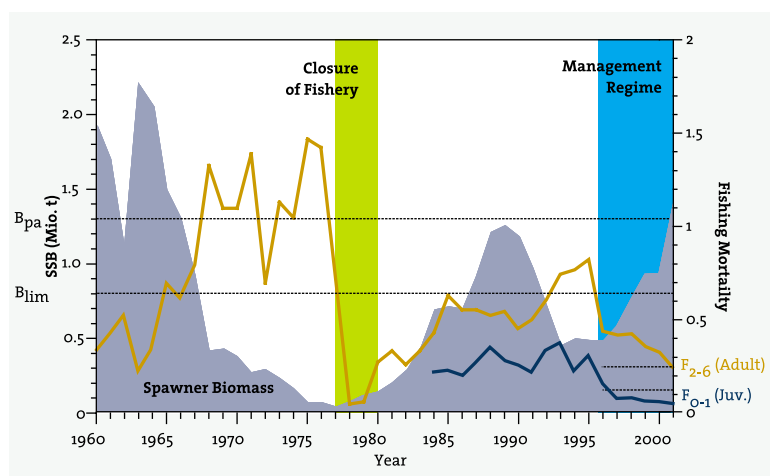 2.5
2.0
1.5
1.0
0.5
0
SSB (Mio. t)
Bpa
Blim
Closure
of Fishery
Management
Regime
Spawner Biomass
2
1.5
1
0.5
0
Fishing Mortailty
F2-6 (Adult)
F0-1 (Juv.)
1960 1965 1970 1975 1980 1985 1990 1995 2000
Year